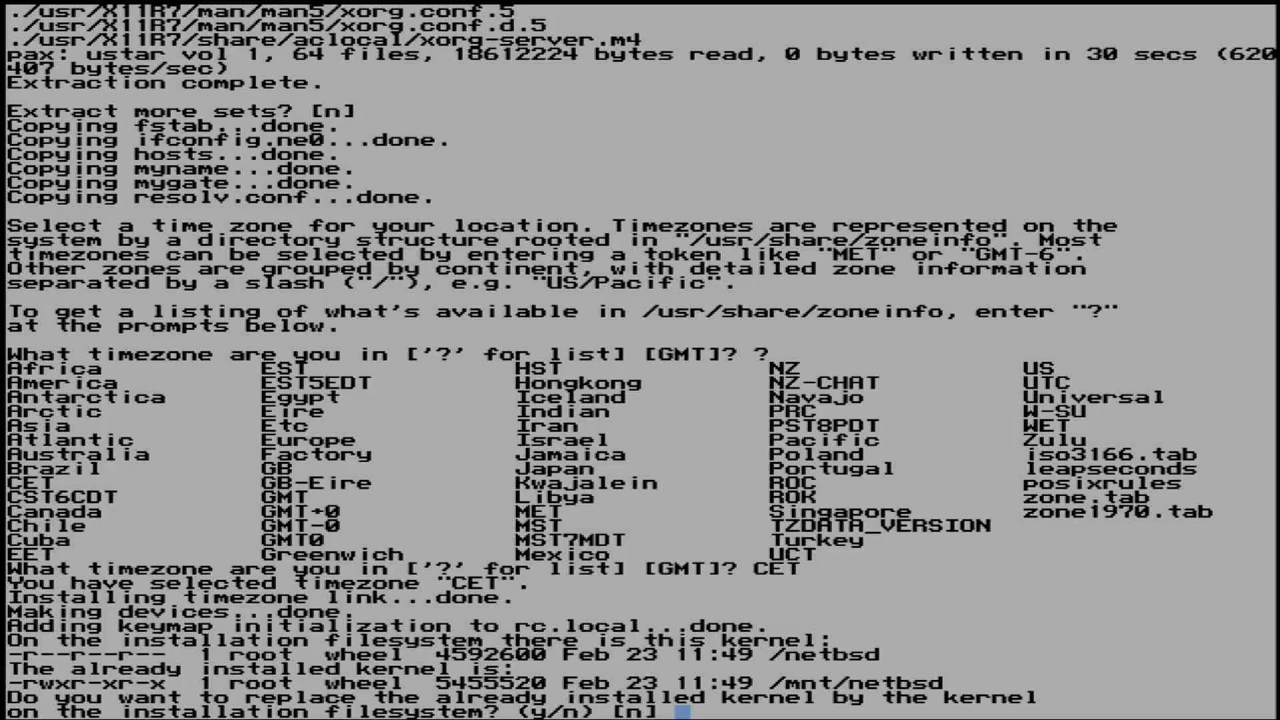 ./usr/X11R7/man/man5/xorg.conf.5
./usr/X11R7/man/man5/xorg.conf.d.5
./usr/X11R7/share/aclocal/xorg-server.m4
pax: ustar vol 1, 64 files, 18612224 bytes read, 0 bytes written in 30 secs (620
407 bytes/sec)
Extraction complete.
Extract more sets? [n]
Copying fstab...done.
Copying ifconfig.ne0...done.
Copying hosts...done.
Copying myname...done.
Copying mygate...done.
Copying resolv.conf...done.
Select a time zone for your location. Timezones are represented on the
system by a directory structure rooted in "/usr/share/zoneinfo". Most
timezones can be selected by entering a token like "MET" or "GMT-6".
Other zones are grouped by continent, with detailed zone information
separated by a slash ("/"), e.g. "US/Pacific".
To get a listing of what's available in /usr/share/zoneinfo, enter "?"
at the prompts below.
What timezone are you in ['?' for list] [GMT]? ?
Africa EST HST NZ US
America EST5EDT Hongkong NZ-CHAT UTC
Antarctica Egypt Iceland Navajo Universal
Arctic Eire Indian PRC W-SU
Asia Etc Iran PST8PDT WET
Atlantic Europe Israel Pacific Zulu
Australia Factory Jamaica Poland iso3166.tab
Brazil GB Japan Portugal leapseconds
CET GB-Eire Kwajalein ROC posixrules
CST6CDT GMT Libya ROK zone.tab
Canada GMT+0 MET Singapore zone1970.tab
Chile GMT-0 MST TZDATA_VERSION
Cuba GMT0 MST7MDT Turkey
EET Greenwich Mexico UCT
What timezone are you in ['?' for list] [GMT]? CET
You have selected timezone "CET".
Installing timezone link...done.
Making devices...done.
Adding keymap initialization to rc.local...done.
On the installation filesystem there is this kernel:
-r--r--r-- 1 root wheel 4592600 Feb 23 11:49 /netbsd
The already installed kernel is:
-rwxr-xr-x 1 root wheel 5455520 Feb 23 11:49 /mnt/netbsd
Do you want to replace the already installed kernel by the kernel
on the installation filesystem? (y/n) [n]